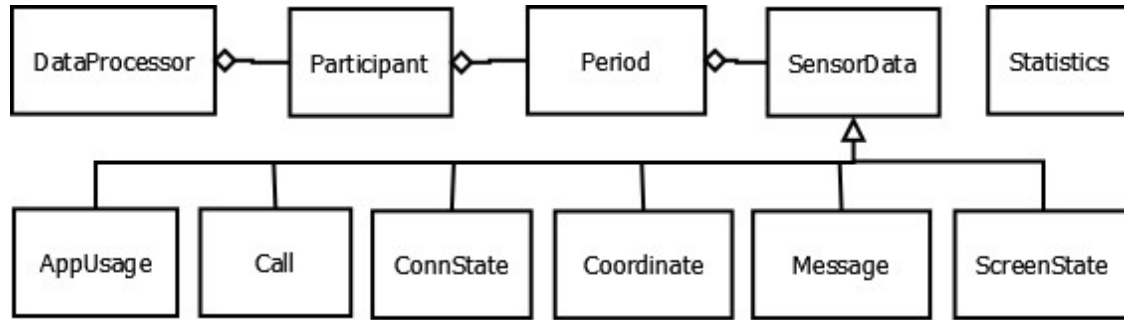 DataProcessor
Participant
Period
SensorData
Statistics
AppUsage
Call
ConnState
Coordinate
Message
ScreenState